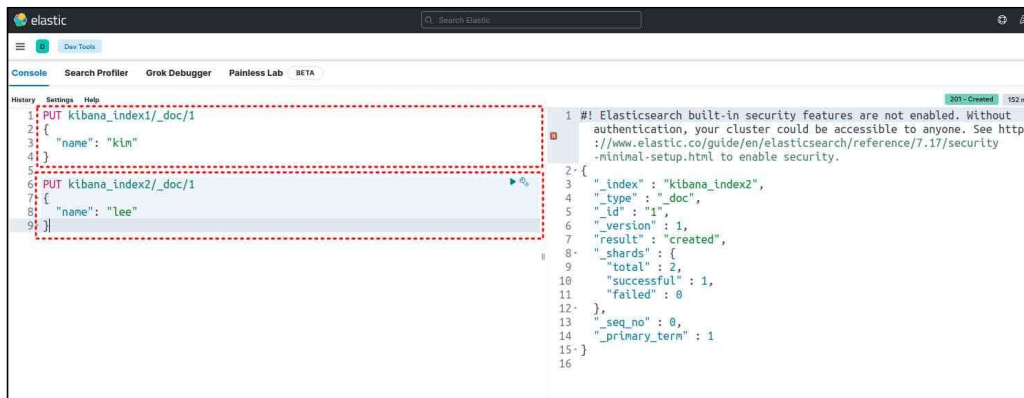 elastic
Search Elastic
D
Dev Tools
Console Search Profiler Grok Debugger Painless Lab BETA
History Settings Help
201 - Created 152
1 PUT kibana_index1/_doc/1
2 {
3 "name": "kim"
4 }
5
6 PUT kibana_index2/_doc/1
7 {
8 "name": "lee"
9 }
1 #! Elasticsearch built-in security features are not enabled. Without
authentication, your cluster could be accessible to anyone. See http
://www.elastic.co/guide/en/elasticsearch/reference/7.17/security
-minimal-setup.html to enable security.
2 {
3 "_index" : "kibana_index2",
4 "_type" : "_doc",
5 "_id" : "1",
6 "_version" : 1,
7 "result" : "created",
8 "_shards" : {
9 "total" : 2,
10 "successful" : 1,
11 "failed" : 0
12 },
13 "_seq_no" : 0,
14 "_primary_term" : 1
15 }
16